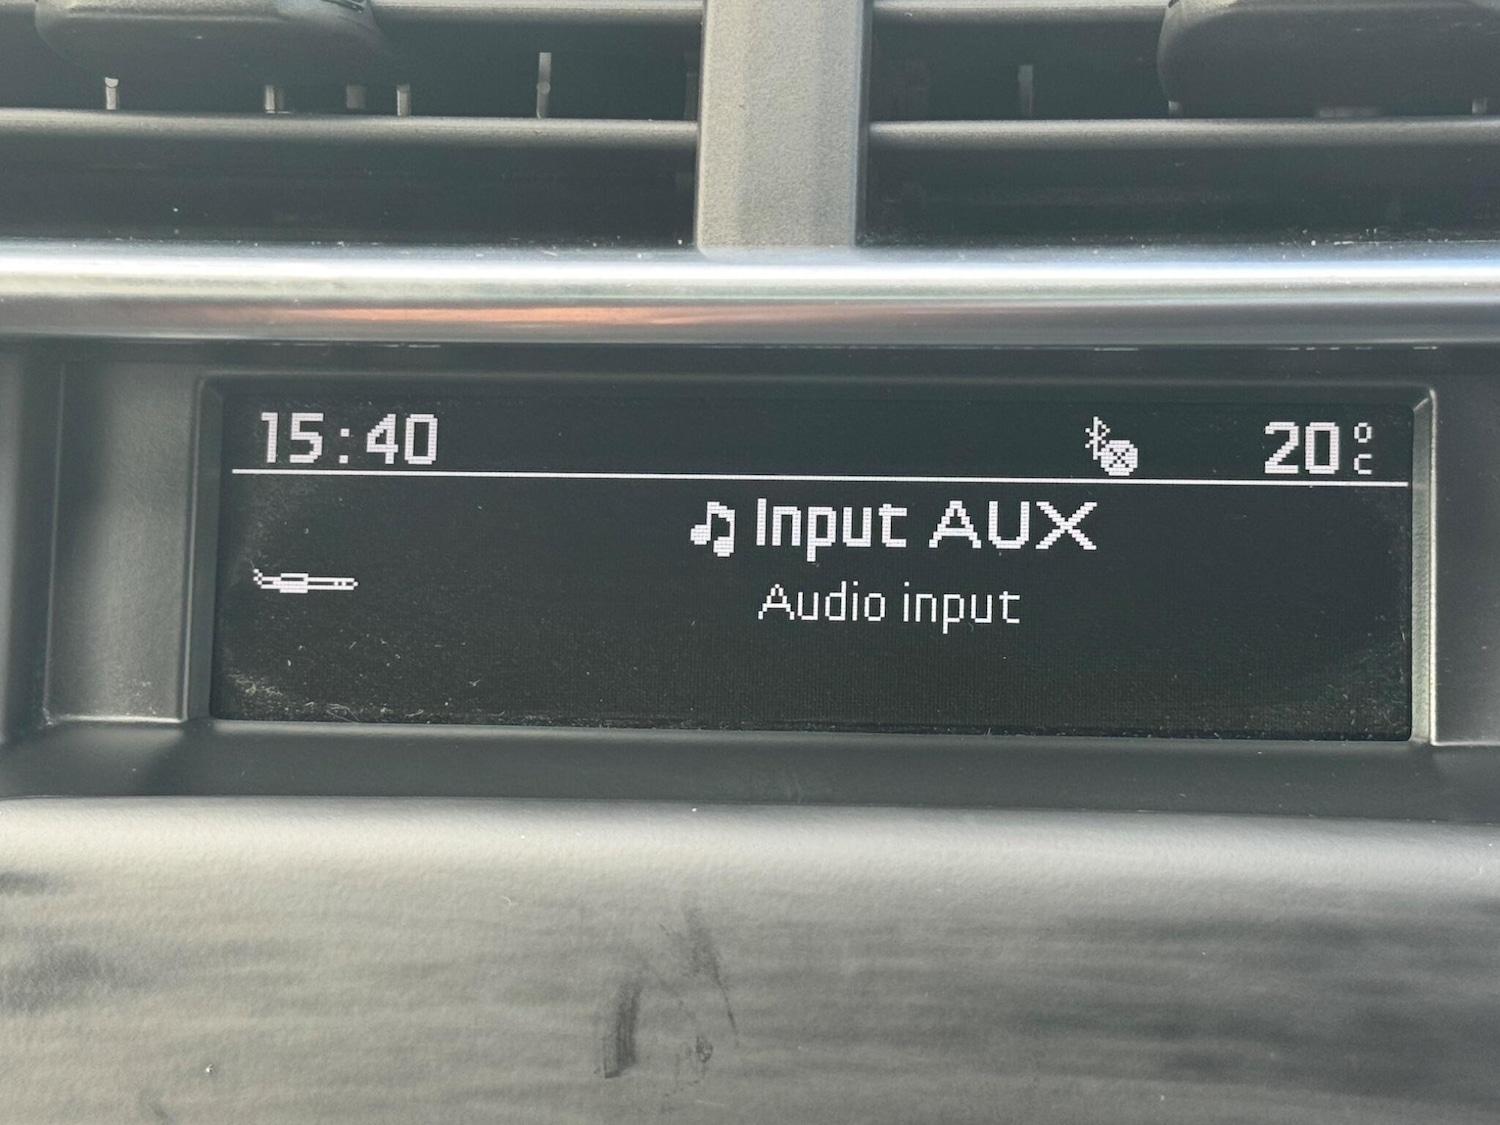 15:40 20°C
Input AUX
Audio input